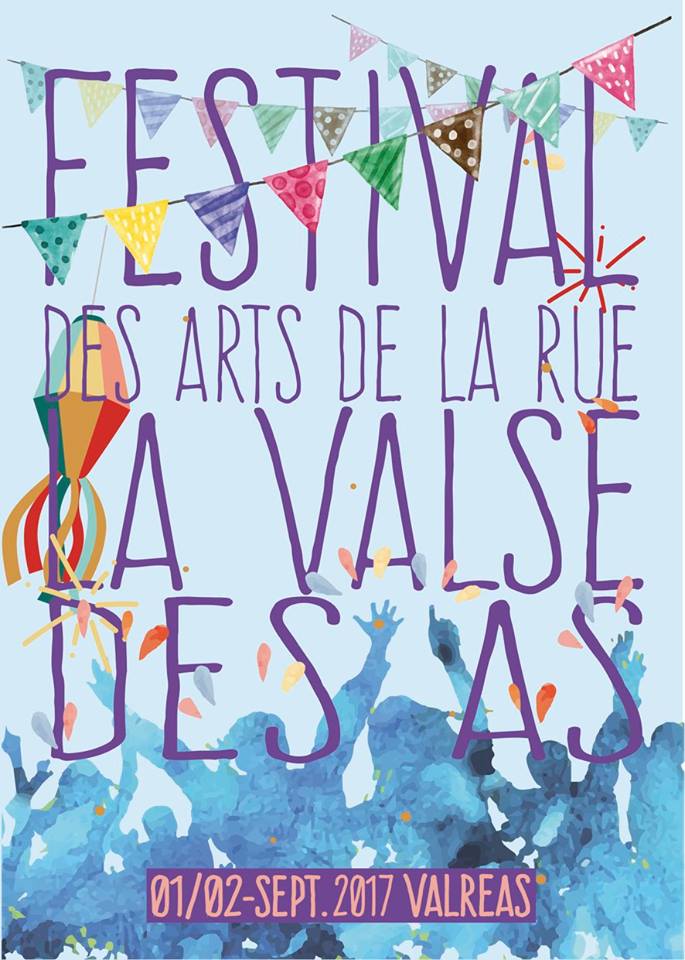 FESTIVAL
DES ARTS DE LA RUE
LA VALSE
DES AS
01/02-SEPT.2017 VALREAS